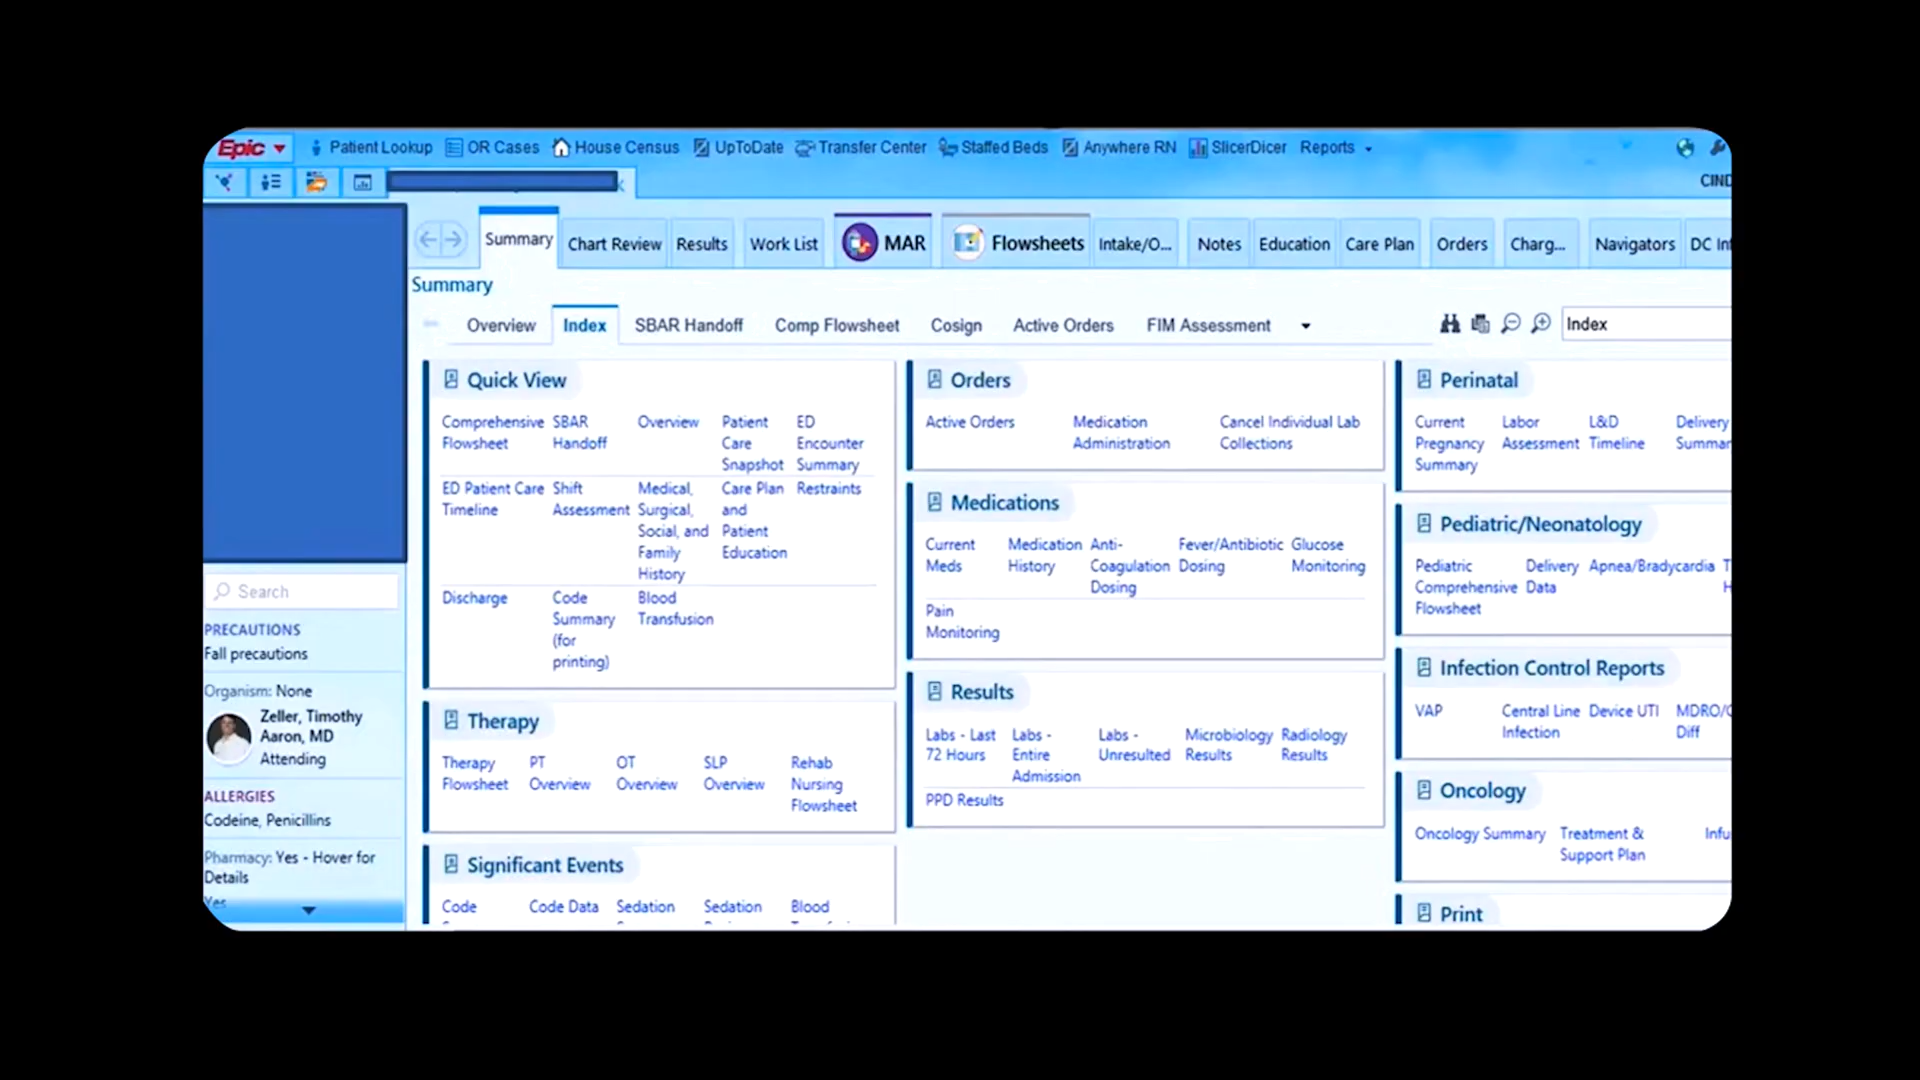 Epic Patient Lookup OR Cases House Census UpToDate Transfer Center Staffed Beds Anywhere RN SlicerDicer Reports
CIND
Summary Chart Review Results Work List MAR Flowsheets Intake/O... Notes Education Care Plan Orders Charg... Navigators DC Int
Summary
Overview Index SBAR Handoff Comp Flowsheet Cosign Active Orders FIM Assessment Index
Quick View
Comprehensive SBAR Overview Patient ED
Flowsheet Handoff Care Encounter
Snapshot Summary
ED Patient Care Shift Medical, Care Plan Restraints
Timeline Assessment Surgical, and
Social, and Patient
Family Education
History
Discharge Code Blood
Summary Transfusion
(for
printing)
Therapy
Therapy PT OT SLP Rehab
Flowsheet Overview Overview Overview Nursing
Flowsheet
Significant Events
Code Code Data Sedation Sedation Blood
Orders
Active Orders Medication Cancel Individual Lab
Administration Collections
Medications
Current Medication Anti- Fever/Antibiotic Glucose
Meds History Coagulation Dosing Monitoring
Dosing
Pain
Monitoring
Results
Labs - Last Labs - Labs - Microbiology Radiology
72 Hours Entire Unresulted Results Results
Admission
PPD Results
Perinatal
Current Labor L&D Delivery
Pregnancy Assessment Timeline Summar
Summary
Pediatric/Neonatology
Pediatric Delivery Apnea/Bradycardia T
Comprehensive Data H
Flowsheet
Infection Control Reports
VAP Central Line Device UTI MDRO/C
Infection Diff
Oncology
Oncology Summary Treatment & Infu
Support Plan
Print
Search
PRECAUTIONS
Fall precautions
Organism: None
Zeller, Timothy
Aaron, MD
Attending
ALLERGIES
Codeine, Penicillins
Pharmacy: Yes - Hover for
Details
Yes